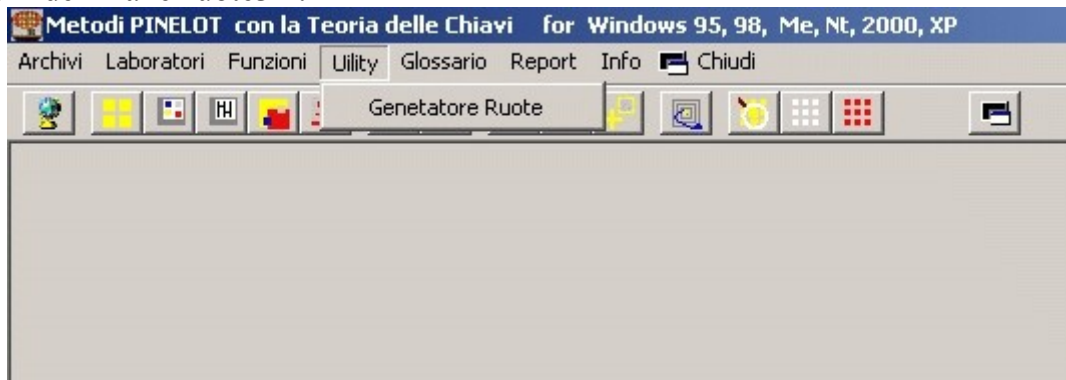 Metodi PINELOT con la Teoria delle Chiavi for Windows 95, 98, Me, Nt, 2000, XP
Archivi Laboratori Funzioni Uility Glossario Report Info Chiudi
Genetatore Ruote